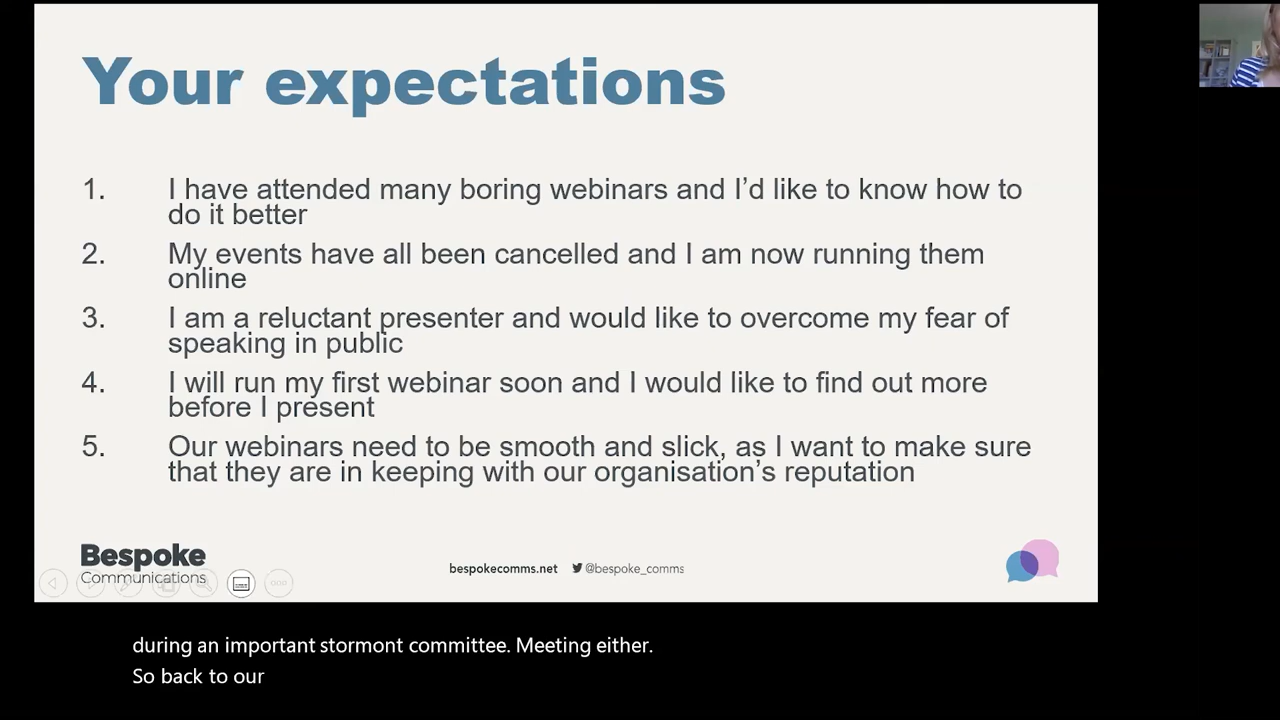 Your expectations
1. I have attended many boring webinars and I'd like to know how to
do it better
2. My events have all been cancelled and I am now running them
online
3. I am a reluctant presenter and would like to overcome my fear of
speaking in public
4. I will run my first webinar soon and I would like to find out more
before I present
5. Our webinars need to be smooth and slick, as I want to make sure
that they are in keeping with our organisation's reputation
Bespoke
Communications
bespokecomms.net @bespoke_comms
during an important stormont committee. Meeting either.
So back to our